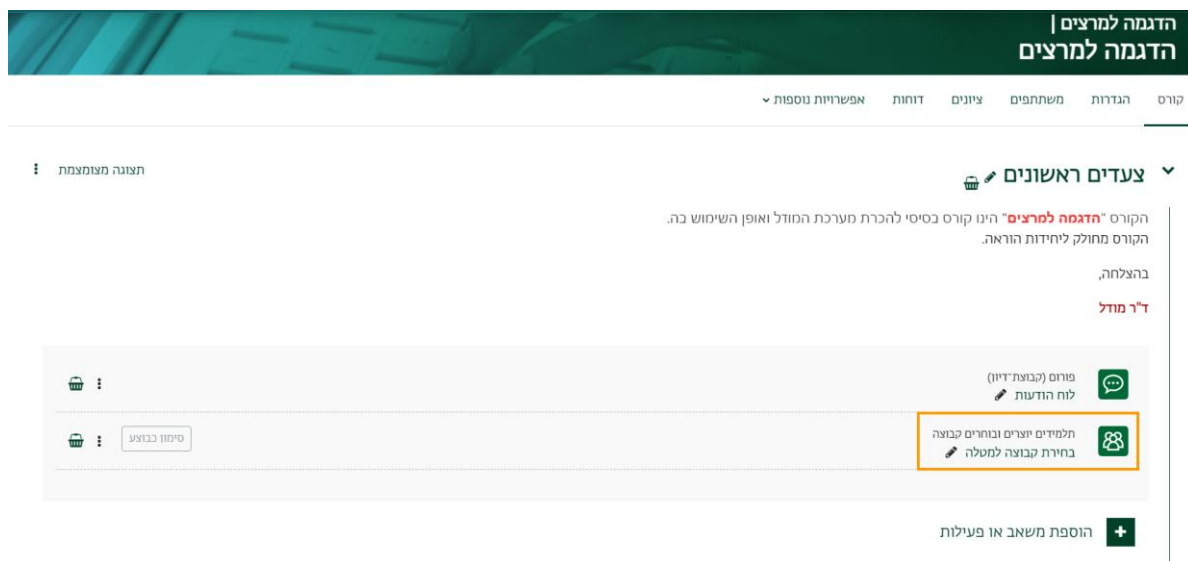 הדגמה למרצים |
הדגמה למרצים
קורס הגדרות משתתפים ציונים דוחות אפשרויות נוספות
צעדים ראשונים
תצוגה מצומצמת
הקורס "הדגמה למרצים" הינו קורס בסיסי להכרת מערכת המודל ואופן השימוש בה.
הקורס מחולק ליחידות הוראה.
בהצלחה,
ד"ר מודל
פורום (קבוצת־דיון)
לוח הודעות
תלמידים יוצרים ובוחרים קבוצה
בחירת קבוצה למטלה
סימון כבוצע
הוספת משאב או פעילות